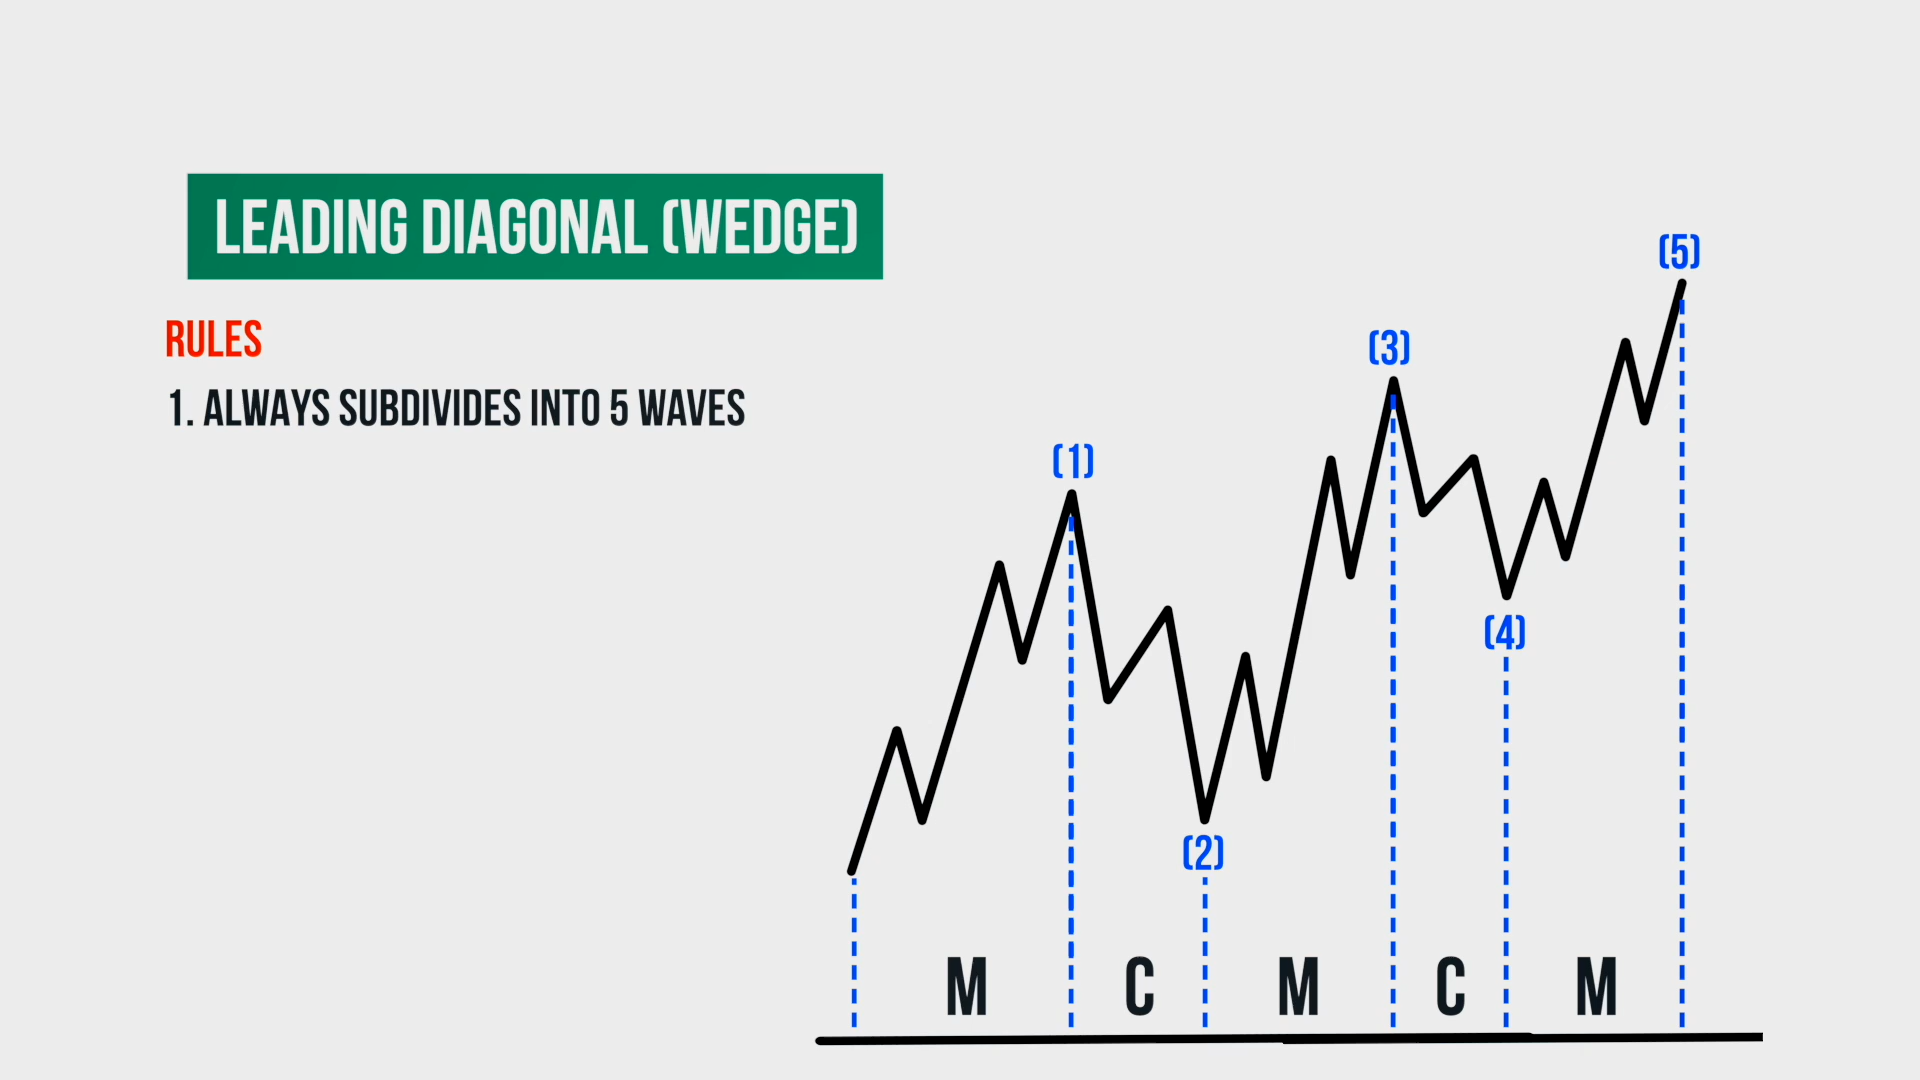 LEADING DIAGONAL (WEDGE)
RULES
1. ALWAYS SUBDIVIDES INTO 5 WAVES
(5)
(3)
(1)
(4)
(2)
M C M C M